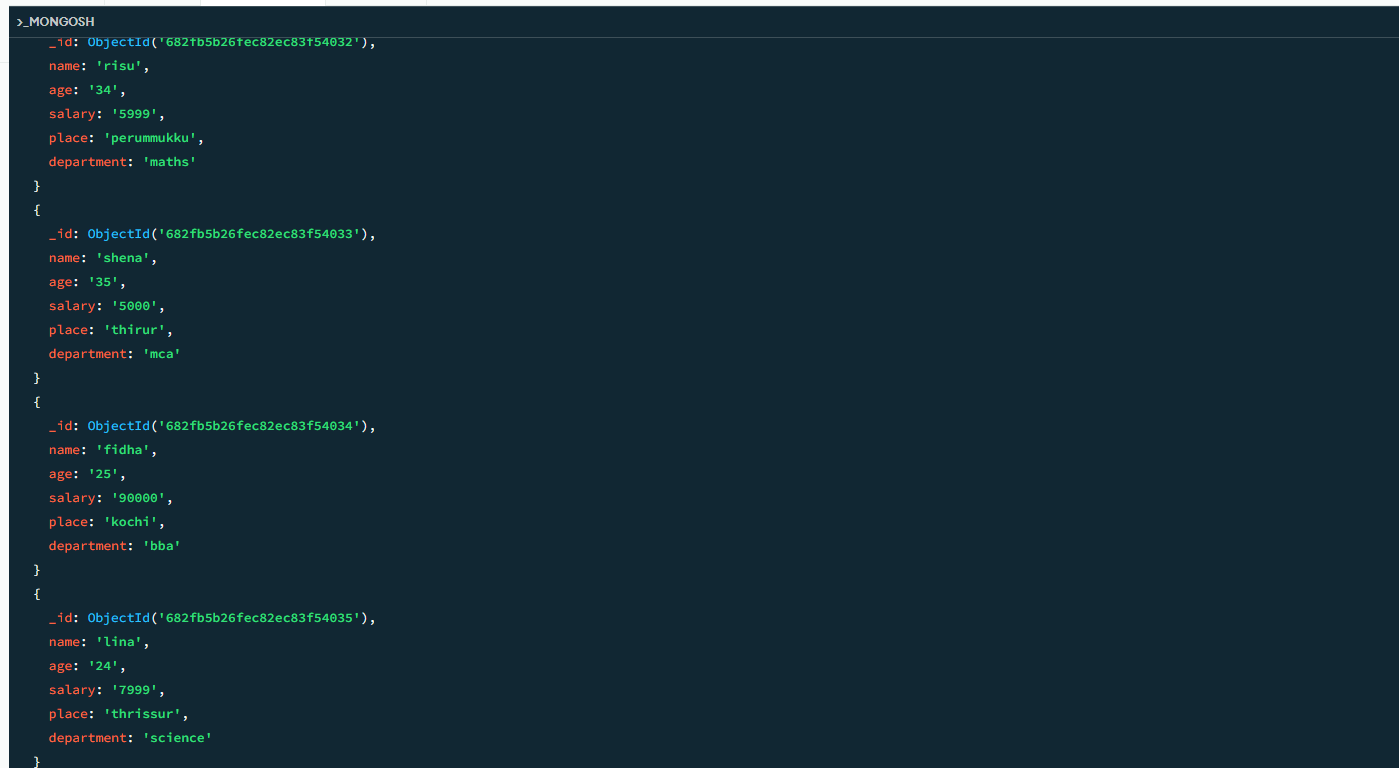 >_MONGOSH
_id: ObjectId('682fb5b26fec82ec83f54032'),
name: 'risu',
age: '34',
salary: '5999',
place: 'perummukku',
department: 'maths'
}
{
_id: ObjectId('682fb5b26fec82ec83f54033'),
name: 'shena',
age: '35',
salary: '5000',
place: 'thirur',
department: 'mca'
}
{
_id: ObjectId('682fb5b26fec82ec83f54034'),
name: 'fidha',
age: '25',
salary: '90000',
place: 'kochi',
department: 'bba'
}
{
_id: ObjectId('682fb5b26fec82ec83f54035'),
name: 'lina',
age: '24',
salary: '7999',
place: 'thrissur',
department: 'science'
}